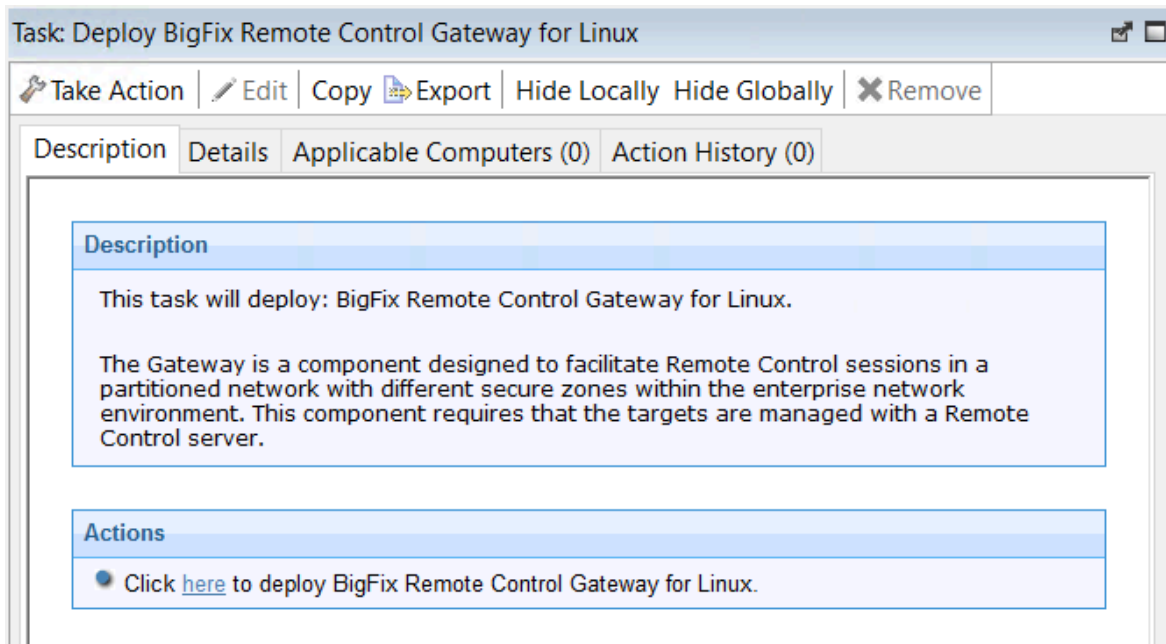 Task: Deploy BigFix Remote Control Gateway for Linux
Take Action Edit Copy Export Hide Locally Hide Globally Remove
Description Details Applicable Computers (0) Action History (0)
Description
This task will deploy: BigFix Remote Control Gateway for Linux.
The Gateway is a component designed to facilitate Remote Control sessions in a
partitioned network with different secure zones within the enterprise network
environment. This component requires that the targets are managed with a Remote
Control server.
Actions
Click here to deploy BigFix Remote Control Gateway for Linux.